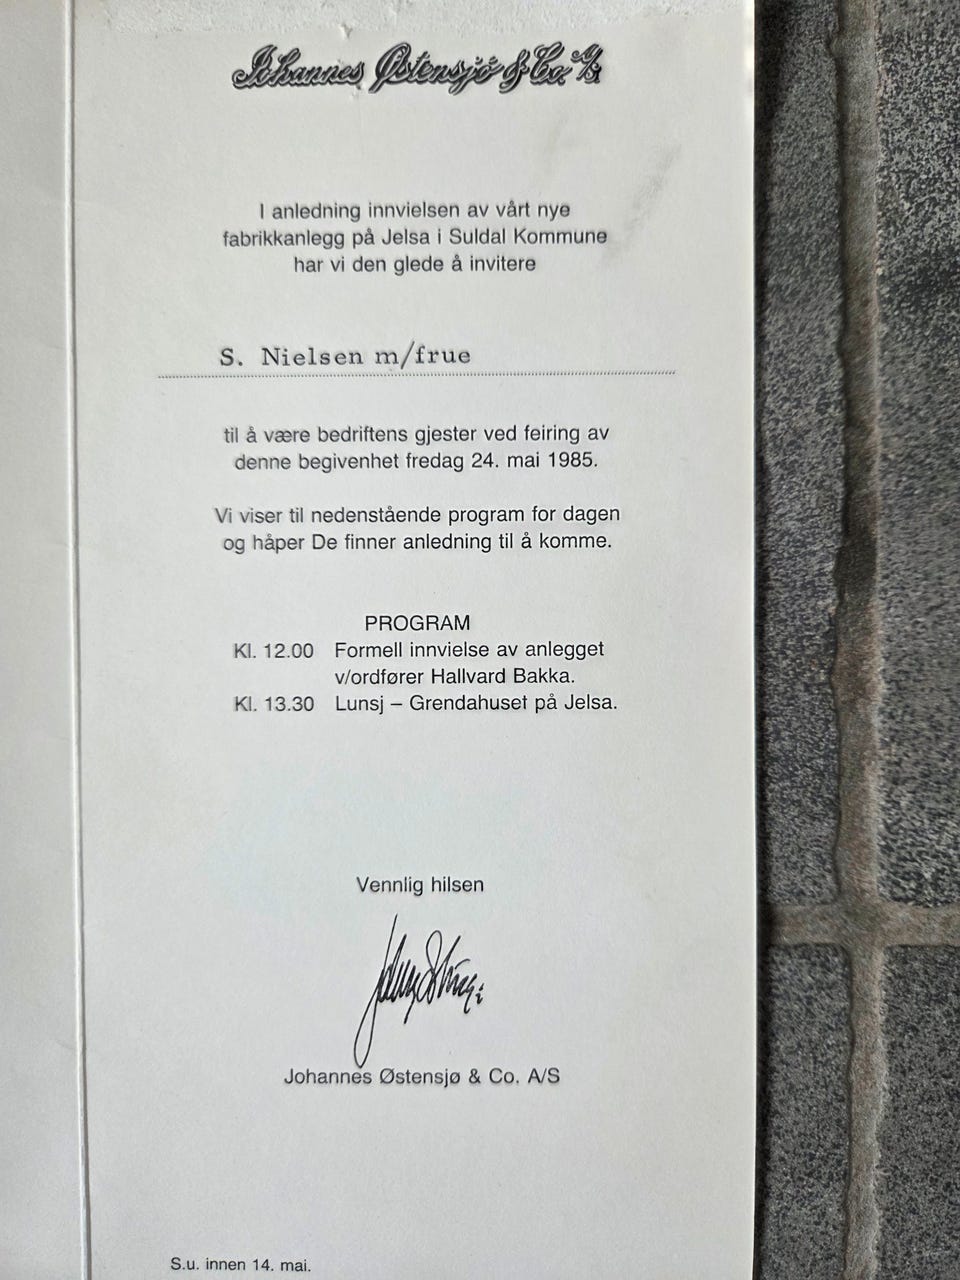 Johannes Østensjø & Co. A/S
I anledning innvielsen av vårt nye
fabrikkanlegg på Jelsa i Suldal Kommune
har vi den glede å invitere
S. Nielsen m/frue
til å være bedriftens gjester ved feiring av
denne begivenhet fredag 24. mai 1985.
Vi viser til nedenstående program for dagen
og håper De finner anledning til å komme.
PROGRAM
Kl. 12.00 Formell innvielse av anlegget
v/ordfører Hallvard Bakka.
Kl. 13.30 Lunsj – Grendahuset på Jelsa.
Vennlig hilsen
Johannes Østensjø & Co. A/S
S.u. innen 14. mai.